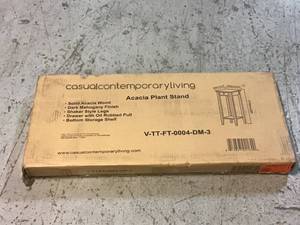 casualcontemporaryliving
Acacia Plant Stand
- Solid Acacia Wood
- Dark Mahogany Finish
- Shaker Style Legs
- Drawer with Oil Rubbed Pull
- Bottom Storage Shelf
V-TT-FT-0004-DM-3
www.casualcontemporaryliving.com